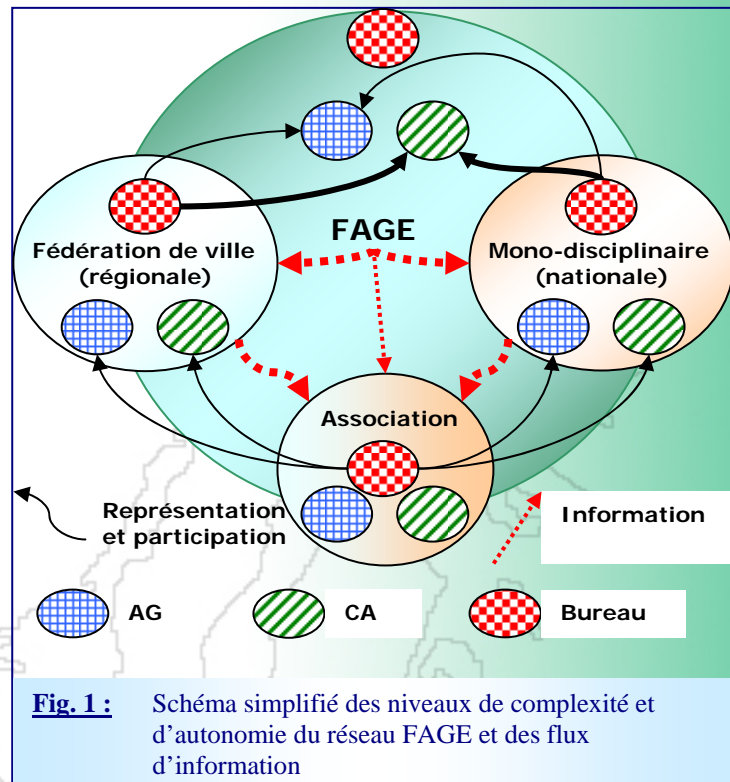 FAGE
Fédération de ville
(régionale)
Mono-disciplinaire
(nationale)
Association
Représentation
et participation
Information
AG
CA
Bureau
Fig. 1 : Schéma simplifié des niveaux de complexité et
d'autonomie du réseau FAGE et des flux
d'information